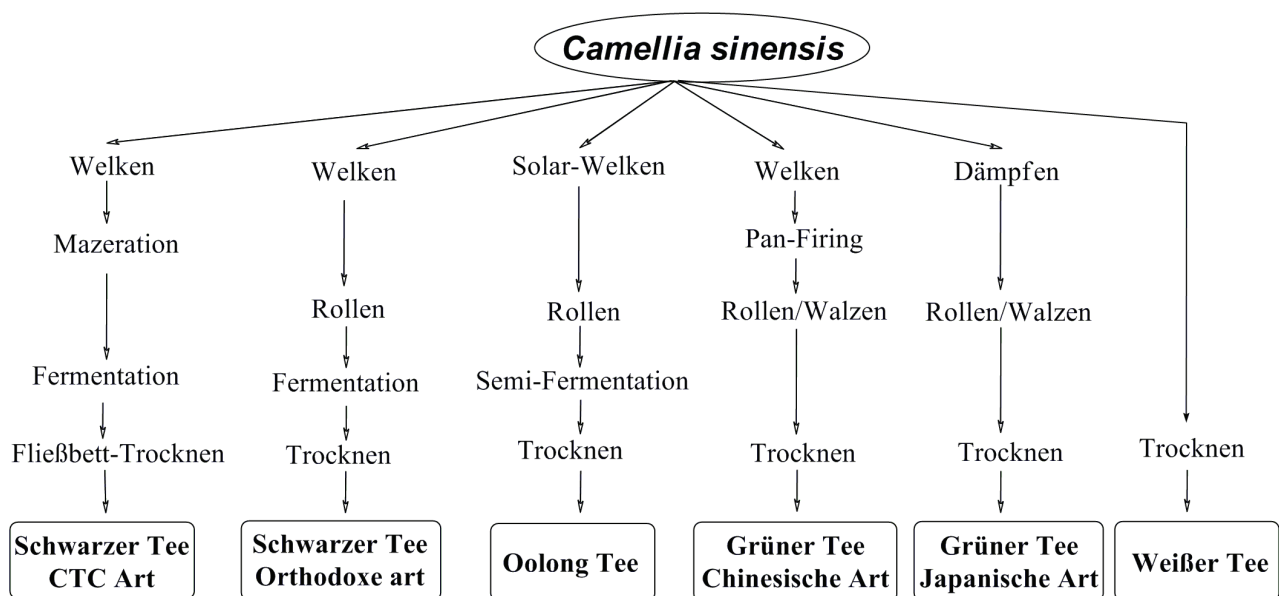 Camellia sinensis
Welken
Mazeration
Fermentation
Fließbett-Trocknen
Schwarzer Tee
CTC Art
Welken
Rollen
Fermentation
Trocknen
Schwarzer Tee
Orthodoxe art
Solar-Welken
Rollen
Semi-Fermentation
Trocknen
Oolong Tee
Welken
Pan-Firing
Rollen/Walzen
Trocknen
Grüner Tee
Chinesische Art
Dämpfen
Rollen/Walzen
Trocknen
Grüner Tee
Japanische Art
Trocknen
Weißer Tee